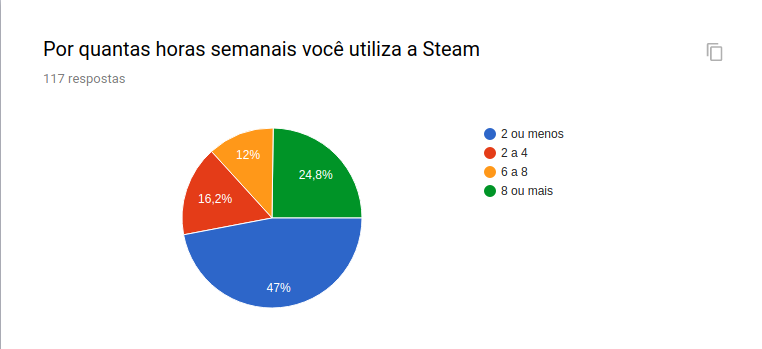 Por quantas horas semanais você utiliza a Steam
117 respostas
12%
24,8%
16,2%
47%
2 ou menos
2 a 4
6 a 8
8 ou mais